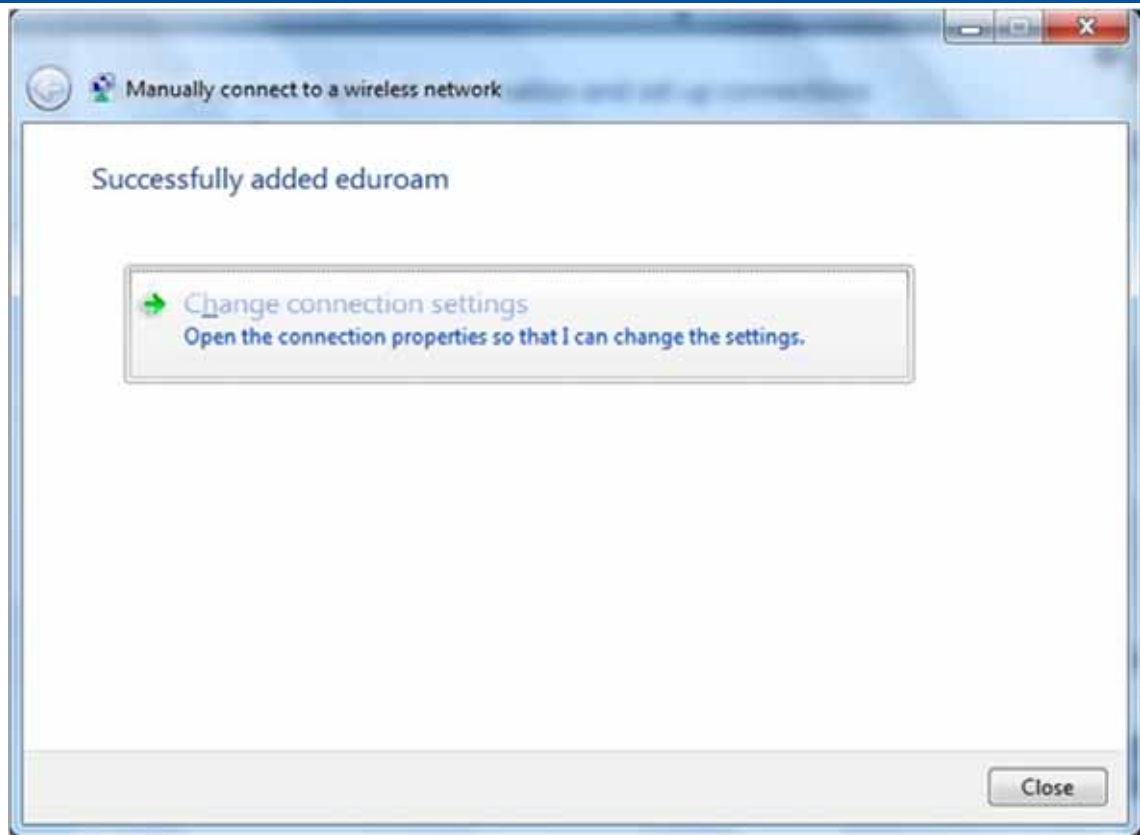 Manually connect to a wireless network
Successfully added eduroam
Change connection settings
Open the connection properties so that I can change the settings.
Close